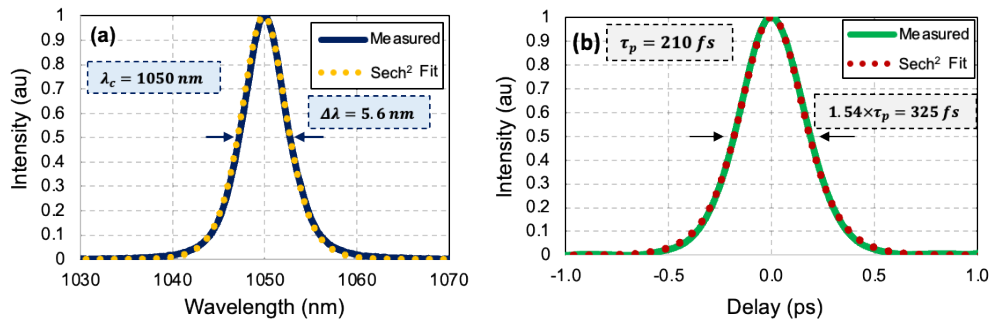 (a)
Measured
Sech² Fit
λc = 1050 nm
Δλ = 5.6 nm
Intensity (au)
1
0.9
0.8
0.7
0.6
0.5
0.4
0.3
0.2
0.1
0
1030
1040
1050
1060
1070
Wavelength (nm)
(b)
τp = 210 fs
Measured
Sech² Fit
1.54×τp = 325 fs
Intensity (au)
1
0.9
0.8
0.7
0.6
0.5
0.4
0.3
0.2
0.1
0
-1.0
-0.5
0.0
0.5
1.0
Delay (ps)